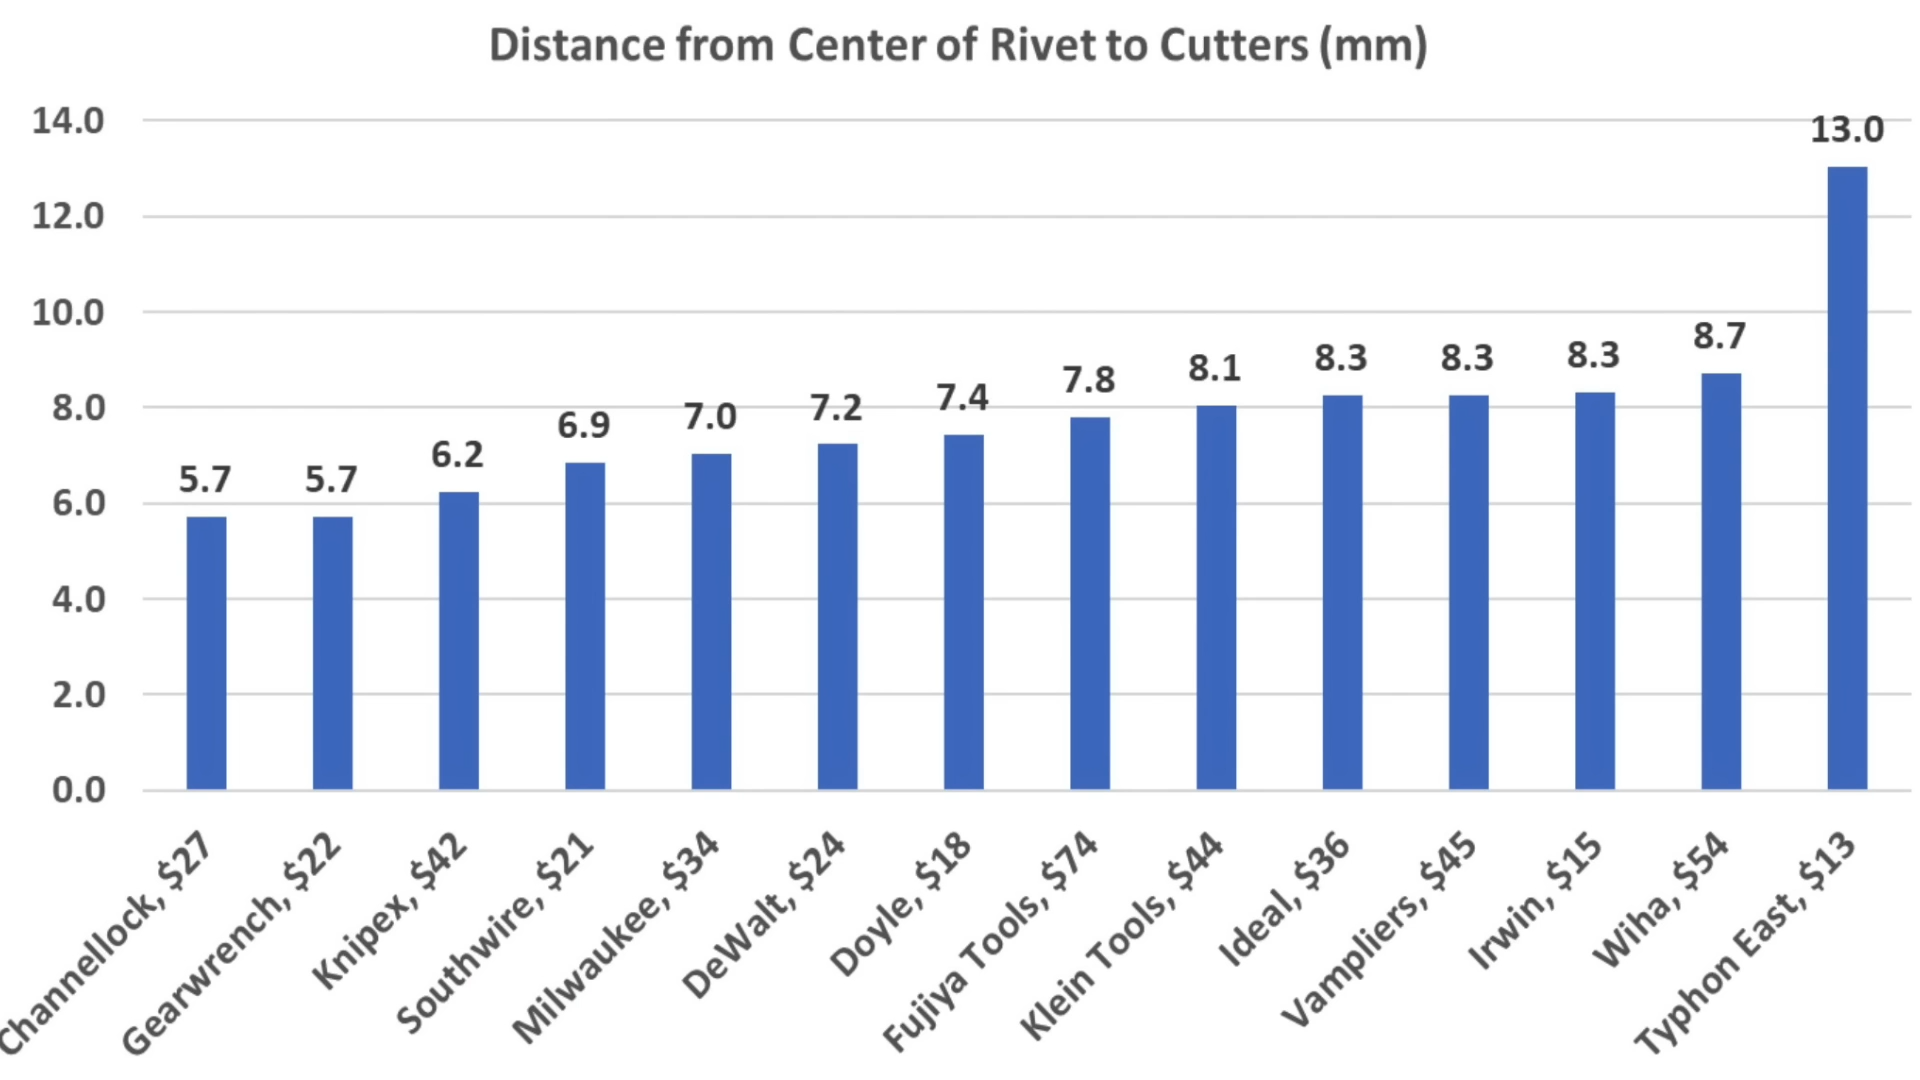 Distance from Center of Rivet to Cutters (mm)
14.0
12.0
10.0
8.0
6.0
4.0
2.0
0.0
5.7
5.7
6.2
6.9
7.0
7.2
7.4
7.8
8.1
8.3
8.3
8.3
8.7
13.0
Channellock, $27
Gearwrench, $22
Knipex, $42
Southwire, $21
Milwaukee, $34
DeWalt, $24
Doyle, $18
Fujiya Tools, $74
Klein Tools, $44
Ideal, $36
Vampliers, $45
Irwin, $15
Wiha, $54
Typhon East, $13